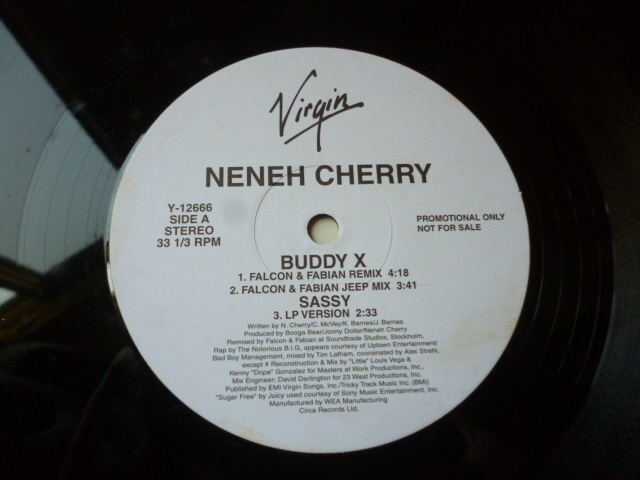 Virgin
NENEH CHERRY
Y-12666
SIDE A
STEREO
33 1/3 RPM
PROMOTIONAL ONLY
NOT FOR SALE
BUDDY X
1. FALCON & FABIAN REMIX 4:18
2. FALCON & FABIAN JEEP MIX 3:41
SASSY
3. LP VERSION 2:33
Written by N. Cherry/C. McVey/K. Barnes/J. Barnes
Produced by Booga Bear/Jonny Dollar/Neneh Cherry
Remixed by Falcon & Fabian at Soundtrade Studios, Stockholm,
Rap by The Notorious B.I.G, appears courtesy of Uptown Entertainment/
Bad Boy Management, mixed by Tim Latham, cooroinated by Alex Strehl,
except # Reconstruction & Mix by "Little" Louis Vega &
Kenny "Dope" Gonzalez for Masters at Work Productions, Inc.,
Mix Engineer: David Darlington for 23 West Productions, Inc.
Published by EMI Virgin Songs, Inc./Tricky Track Music Inc. (BMI)
"Sugar Free" by Juicy used courtesy of Sony Music Entertainment, Inc.
Manufactured by WEA Manufacturing
Circa Records Ltd,